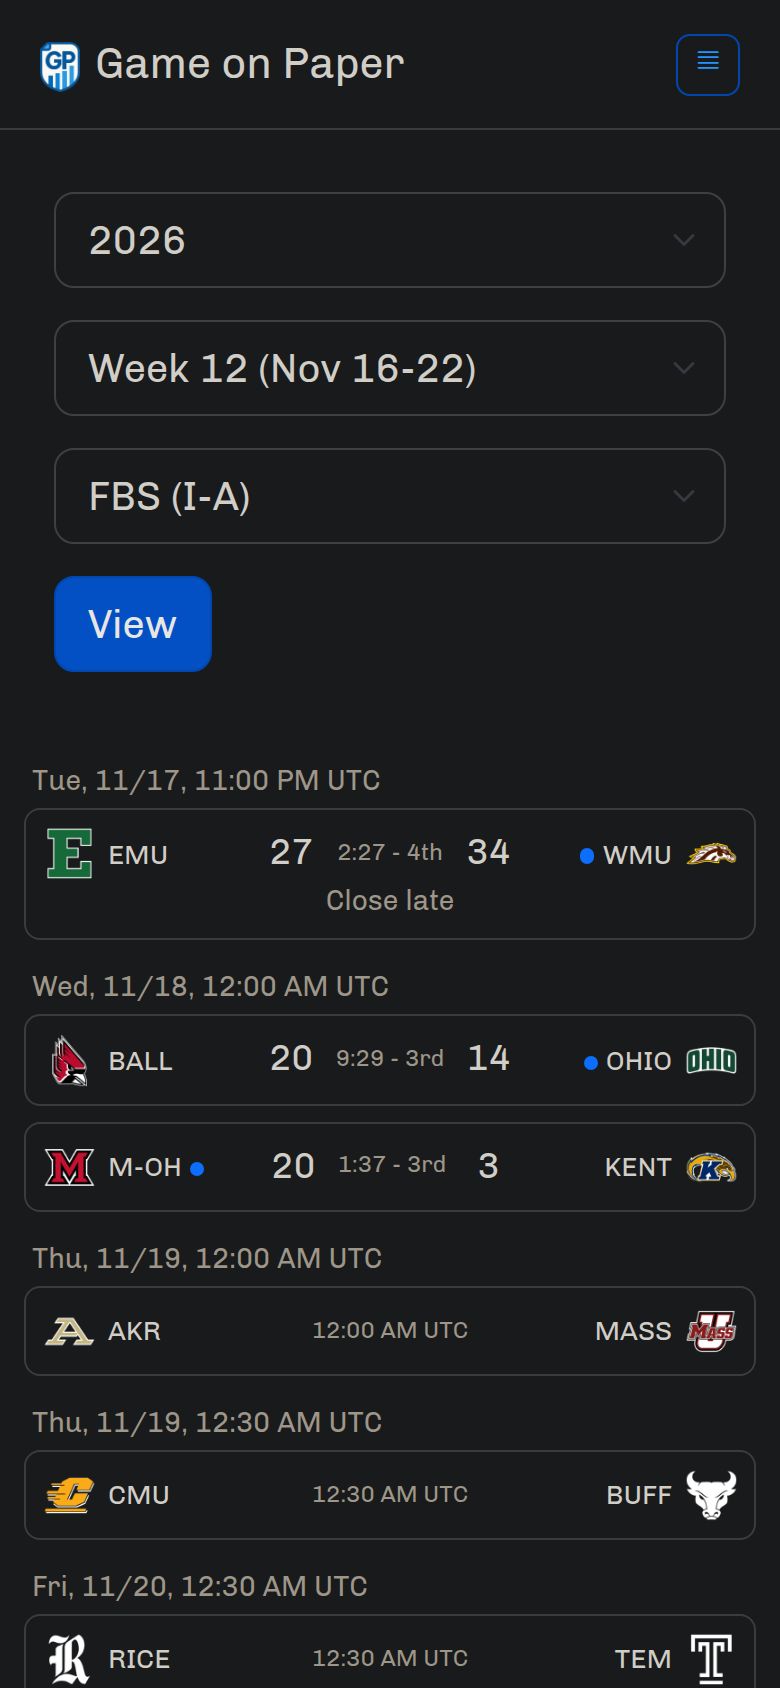 GP Game on Paper
2026
Week 12 (Nov 16-22)
FBS (I-A)
View
Tue, 11/17, 11:00 PM UTC
E EMU 27 2:27 - 4th 34 WMU
Close late
Wed, 11/18, 12:00 AM UTC
BALL 20 9:29 - 3rd 14 OHIO OHIO
M M-OH 20 1:37 - 3rd 3 KENT K
Thu, 11/19, 12:00 AM UTC
A AKR 12:00 AM UTC MASS U MASS
Thu, 11/19, 12:30 AM UTC
C CMU 12:30 AM UTC BUFF
Fri, 11/20, 12:30 AM UTC
R RICE 12:30 AM UTC TEM T